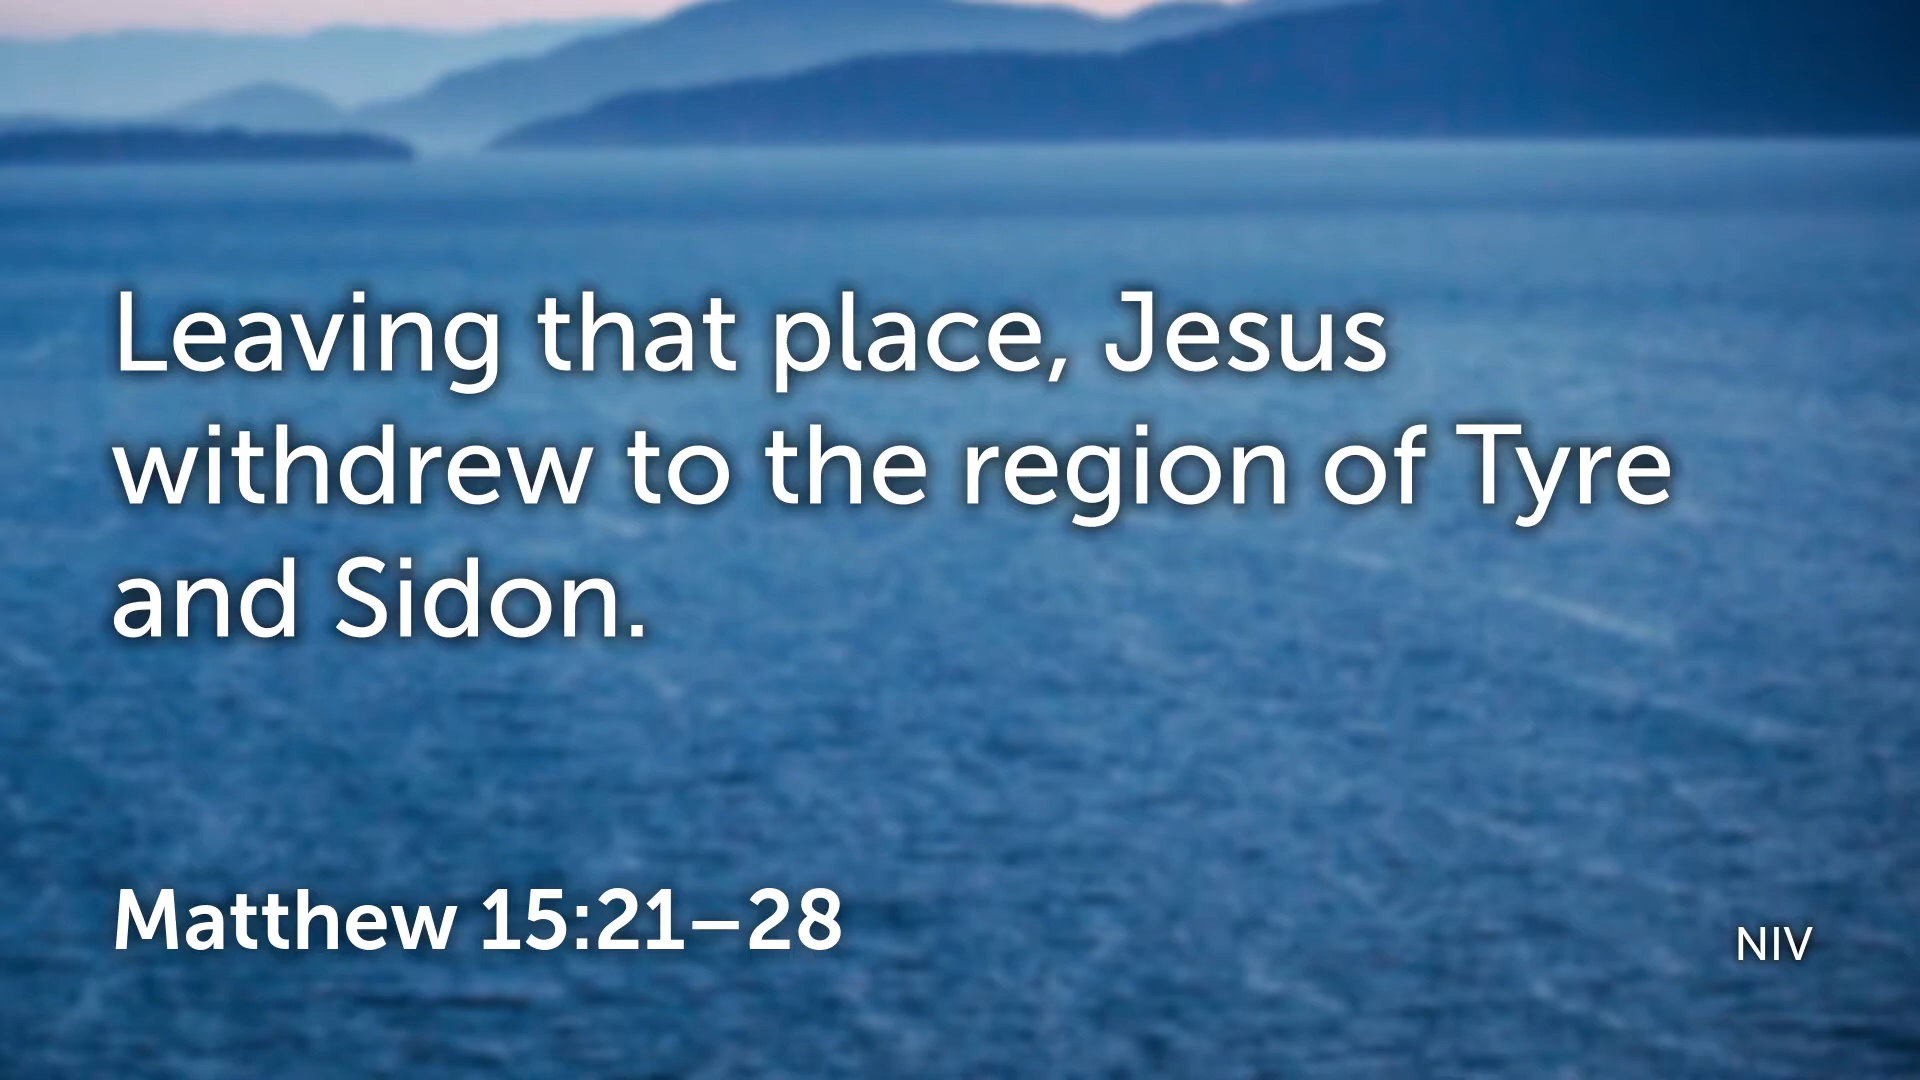 Leaving that place, Jesus
withdrew to the region of Tyre
and Sidon.
Matthew 15:21–28
NIV